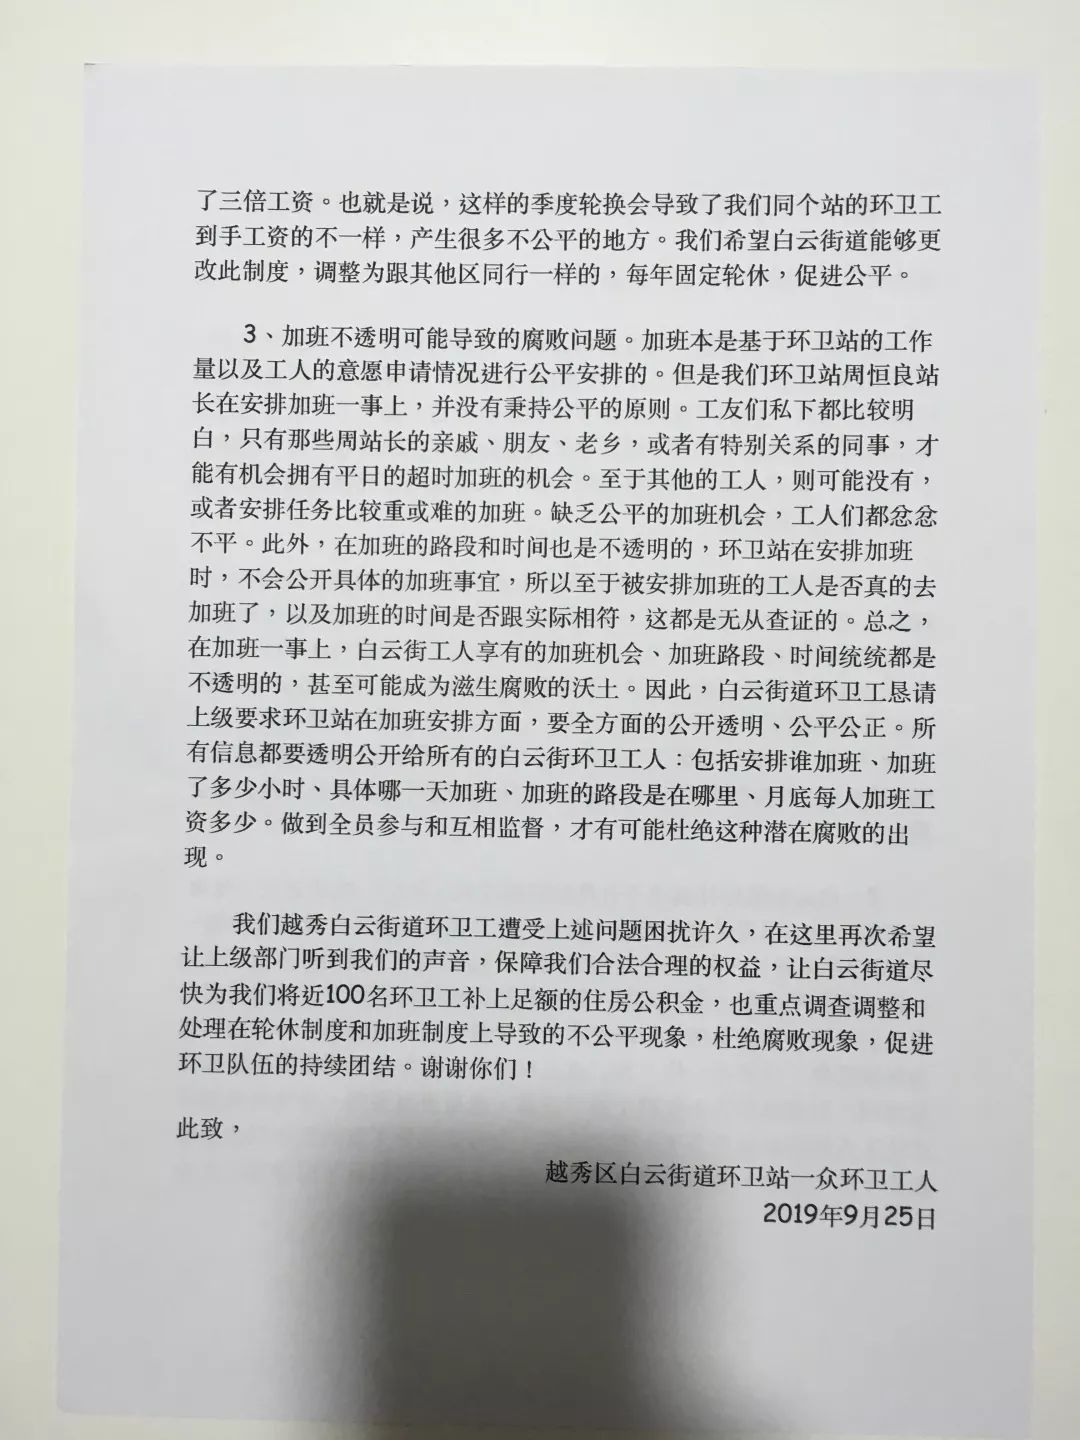 了三倍工资。也就是说，这样的季度轮换会导致了我们同个站的环卫工
到手工资的不一样，产生很多不公平的地方。我们希望白云街道能够更
改此制度，调整为跟其他区同行一样的，每年固定轮休，促进公平。
3、加班不透明可能导致的腐败问题。加班本是基于环卫站的工作
量以及工人的意愿申请情况进行公平安排的。但是我们环卫站周恒良站
长在安排加班一事上，并没有秉持公平的原则。工友们私下都比较明
白，只有那些周站长的亲戚、朋友、老乡，或者有特别关系的同事，才
能有机会拥有平日的超时加班的机会。至于其他的工人，则可能没有，
或者安排任务比较重或难的加班。缺乏公平的加班机会，工人们都忿忿
不平。此外，在加班的路段和时间也是不透明的，环卫站在安排加班
时，不会公开具体的加班事宜，所以至于被安排加班的工人是否真的去
加班了，以及加班的时间是否跟实际相符，这都是无从查证的。总之，
在加班一事上，白云街工人享有的加班机会、加班路段、时间统统都是
不透明的，甚至可能成为滋生腐败的沃土。因此，白云街道环卫工恳请
上级要求环卫站在加班安排方面，要全方面的公开透明、公平公正。所
有信息都要透明公开给所有的白云街环卫工人：包括安排谁加班、加班
了多少小时、具体哪一天加班、加班的路段是在哪里、月底每人加班工
资多少。做到全员参与和互相监督，才有可能杜绝这种潜在腐败的出
现。
我们越秀白云街道环卫工遭受上述问题困扰许久，在这里再次希望
让上级部门听到我们的声音，保障我们合法合理的权益，让白云街道尽
快为我们将近100名环卫工补上足额的住房公积金，也重点调查调整和
处理在轮休制度和加班制度上导致的不公平现象，杜绝腐败现象，促进
环卫队伍的持续团结。谢谢你们！
此致，
越秀区白云街道环卫站一众环卫工人
2019年9月25日